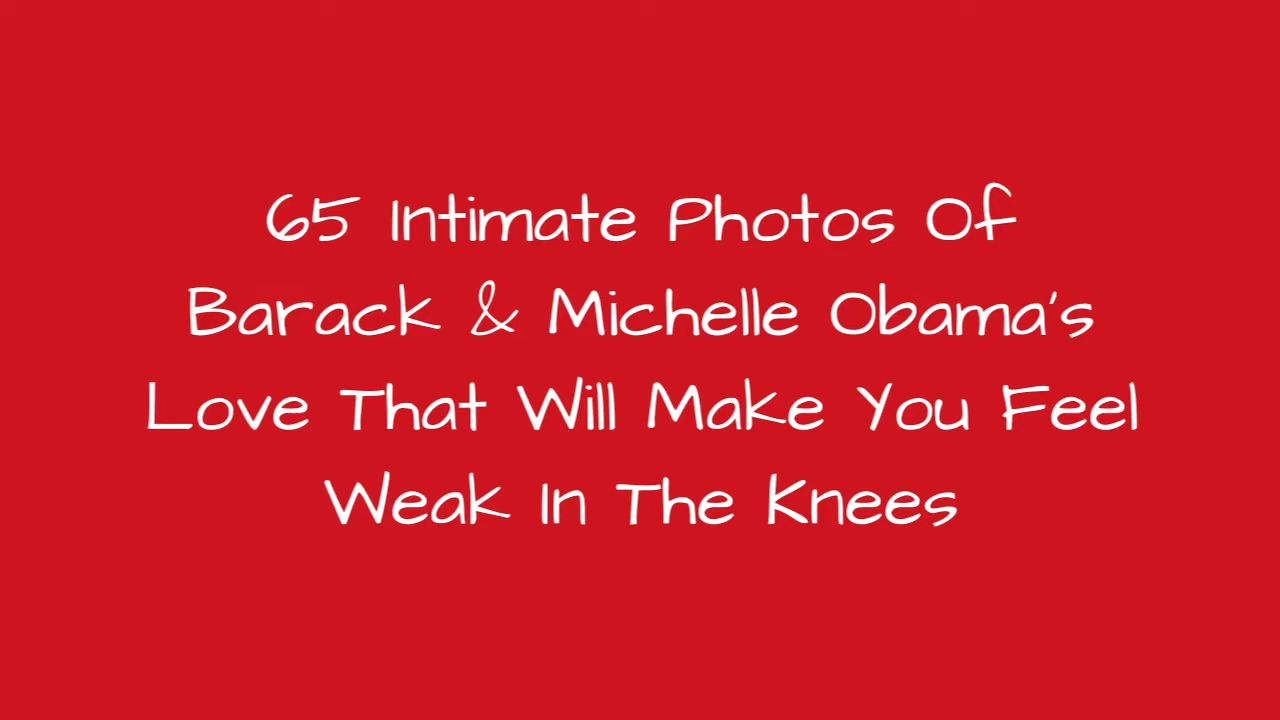 65 Intimate Photos Of
Barack & Michelle Obama's
Love That Will Make You Feel
Weak In The Knees